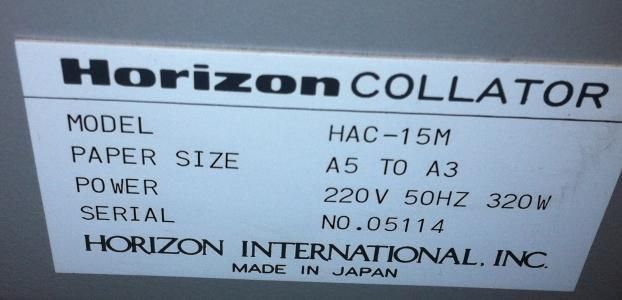 Horizon COLLATOR
MODEL HAC-15M
PAPER SIZE A5 TO A3
POWER 220V 50HZ 320W
SERIAL NO.05114
HORIZON INTERNATIONAL, INC.
MADE IN JAPAN